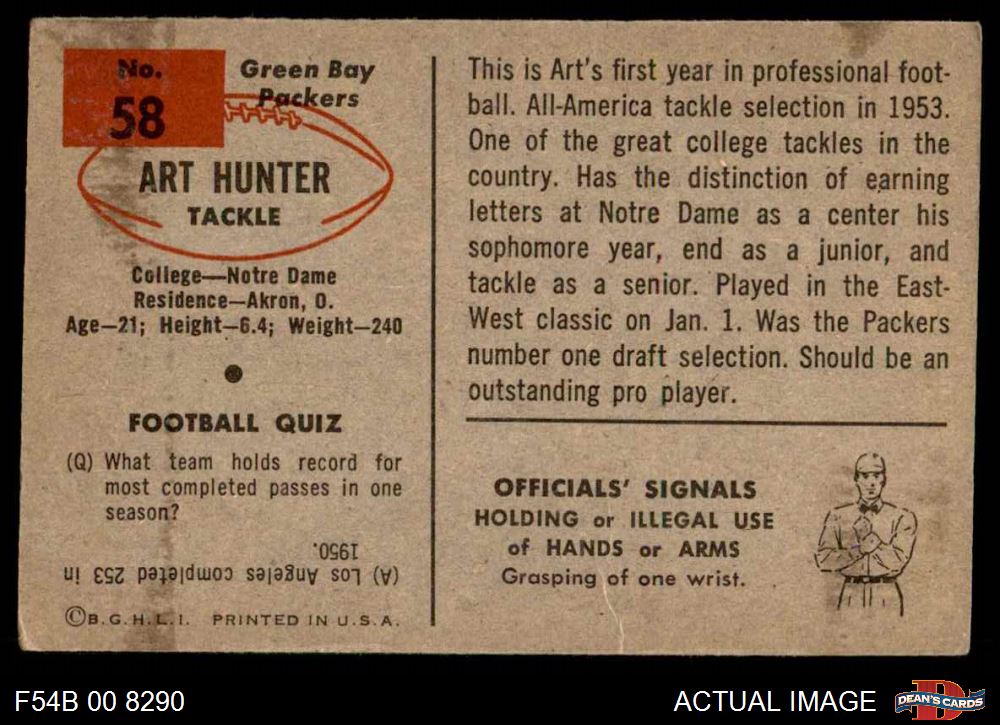 No.
58
Green Bay
Packers
ART HUNTER
TACKLE
College—Notre Dame
Residence—Akron, O.
Age—21; Height—6.4; Weight—240
FOOTBALL QUIZ
(Q) What team holds record for
most completed passes in one
season?
(A) Los Angeles completed 253 in
1950.
©B.G.H.L.I. PRINTED IN U.S.A.
This is Art's first year in professional foot-
ball. All-America tackle selection in 1953.
One of the great college tackles in the
country. Has the distinction of earning
letters at Notre Dame as a center his
sophomore year, end as a junior, and
tackle as a senior. Played in the East-
West classic on Jan. 1. Was the Packers
number one draft selection. Should be an
outstanding pro player.
OFFICIALS' SIGNALS
HOLDING or ILLEGAL USE
of HANDS or ARMS
Grasping of one wrist.
F54B 00 8290
ACTUAL IMAGE
D
DEAN'S CARDS